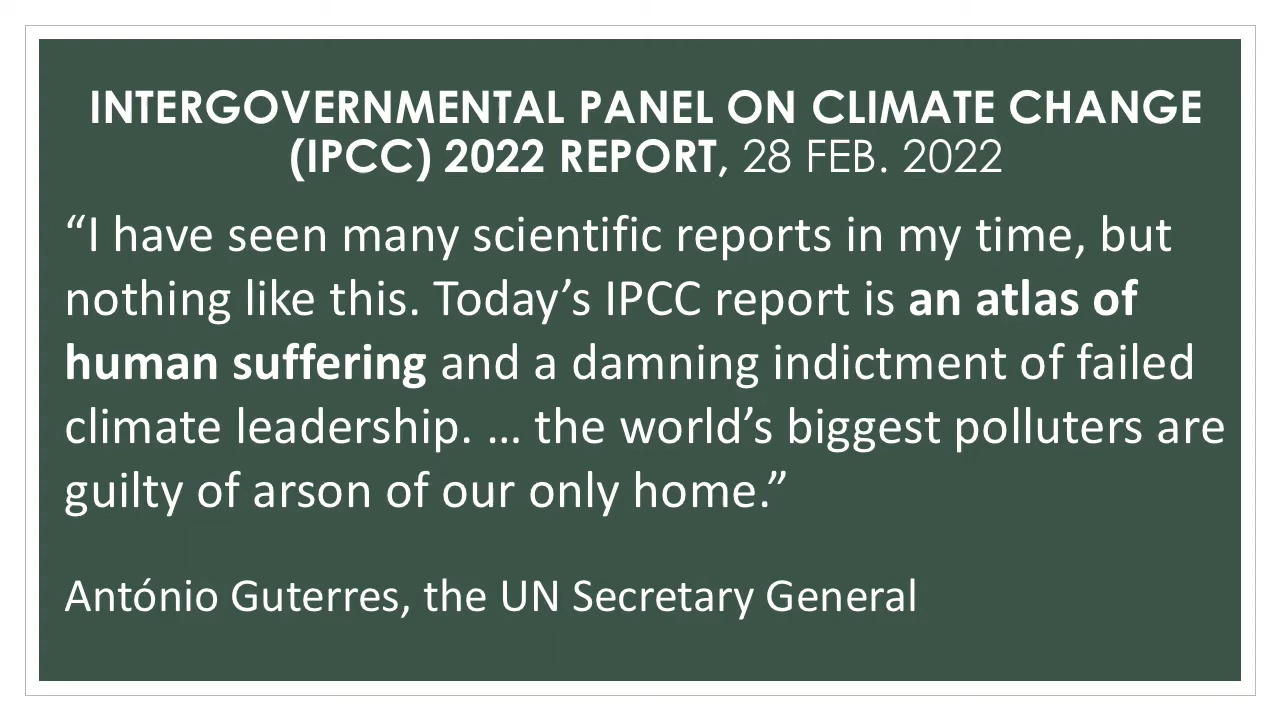 INTERGOVERNMENTAL PANEL ON CLIMATE CHANGE
(IPCC) 2022 REPORT, 28 FEB. 2022
“I have seen many scientific reports in my time, but
nothing like this. Today’s IPCC report is an atlas of
human suffering and a damning indictment of failed
climate leadership. … the world’s biggest polluters are
guilty of arson of our only home.”
António Guterres, the UN Secretary General